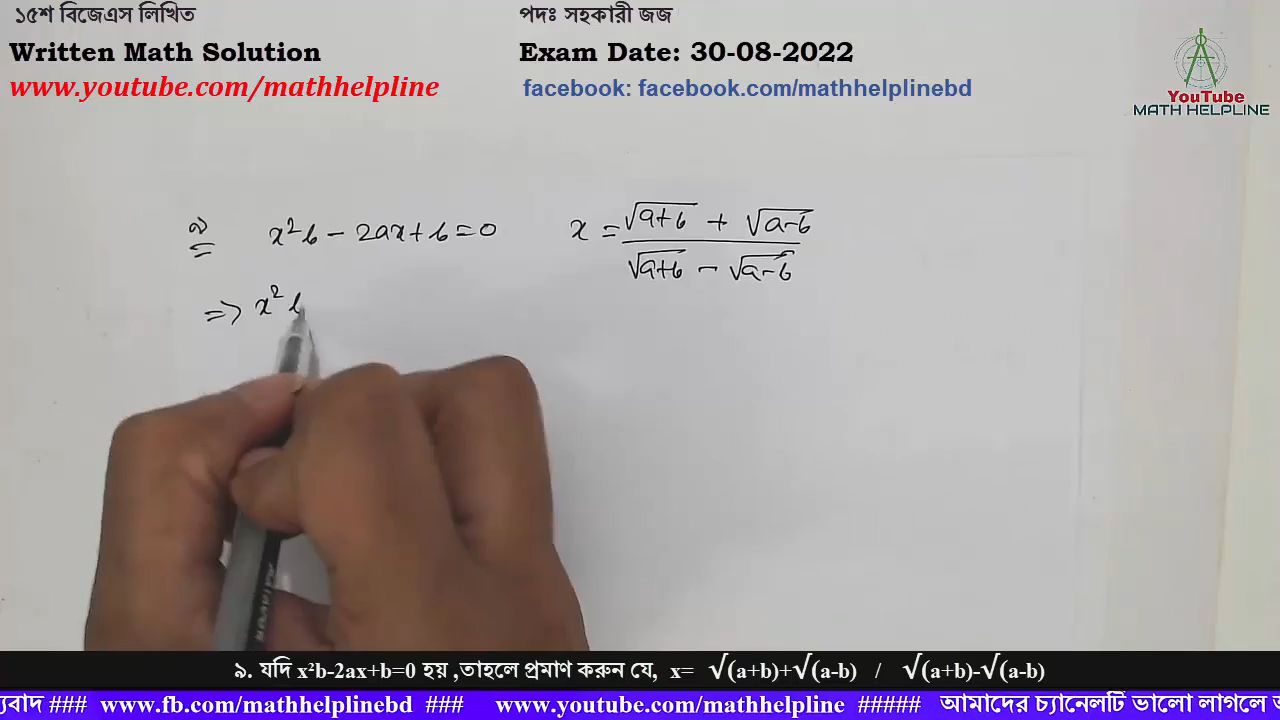 ১৫শ বিজেএস লিখিত
পদঃ সহকারী জজ
Written Math Solution
Exam Date: 30-08-2022
www.youtube.com/mathhelpline
facebook: facebook.com/mathhelplinebd
YouTube
MATH HELPLINE
৯ x²b - 2ax + b = 0
x = √(a+b) + √(a-b) / √(a+b) - √(a-b)
=> x² b
৯. যদি x²b-2ax+b=0 হয় ,তাহলে প্রমাণ করুন যে, x= √(a+b)+√(a-b) / √(a+b)-√(a-b)
### www.fb.com/mathhelplinebd ### www.youtube.com/mathhelpline ##### আমাদের চ্যানেলটি ভালো লাগলে